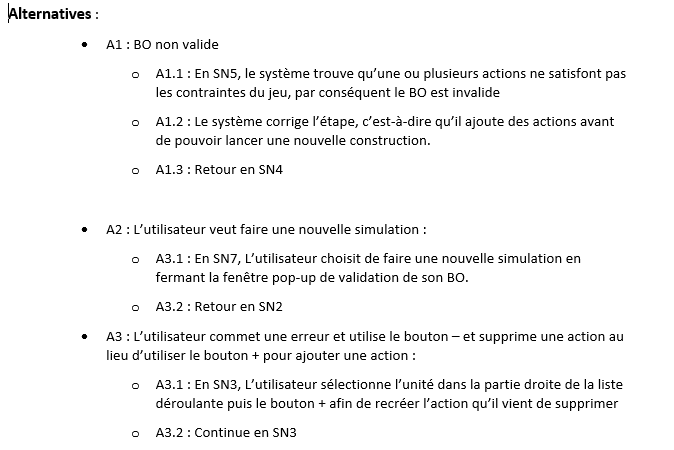 Alternatives :
• A1 : BO non valide
o A1.1 : En SN5, le système trouve qu’une ou plusieurs actions ne satisfont pas
les contraintes du jeu, par conséquent le BO est invalide
o A1.2 : Le système corrige l’étape, c’est-à-dire qu’il ajoute des actions avant
de pouvoir lancer une nouvelle construction.
o A1.3 : Retour en SN4
• A2 : L’utilisateur veut faire une nouvelle simulation :
o A3.1 : En SN7, L’utilisateur choisit de faire une nouvelle simulation en
fermant la fenêtre pop-up de validation de son BO.
o A3.2 : Retour en SN2
• A3 : L’utilisateur commet une erreur et utilise le bouton – et supprime une action au
lieu d’utiliser le bouton + pour ajouter une action :
o A3.1 : En SN3, L’utilisateur sélectionne l’unité dans la partie droite de la liste
déroulante puis le bouton + afin de recréer l’action qu’il vient de supprimer
o A3.2 : Continue en SN3